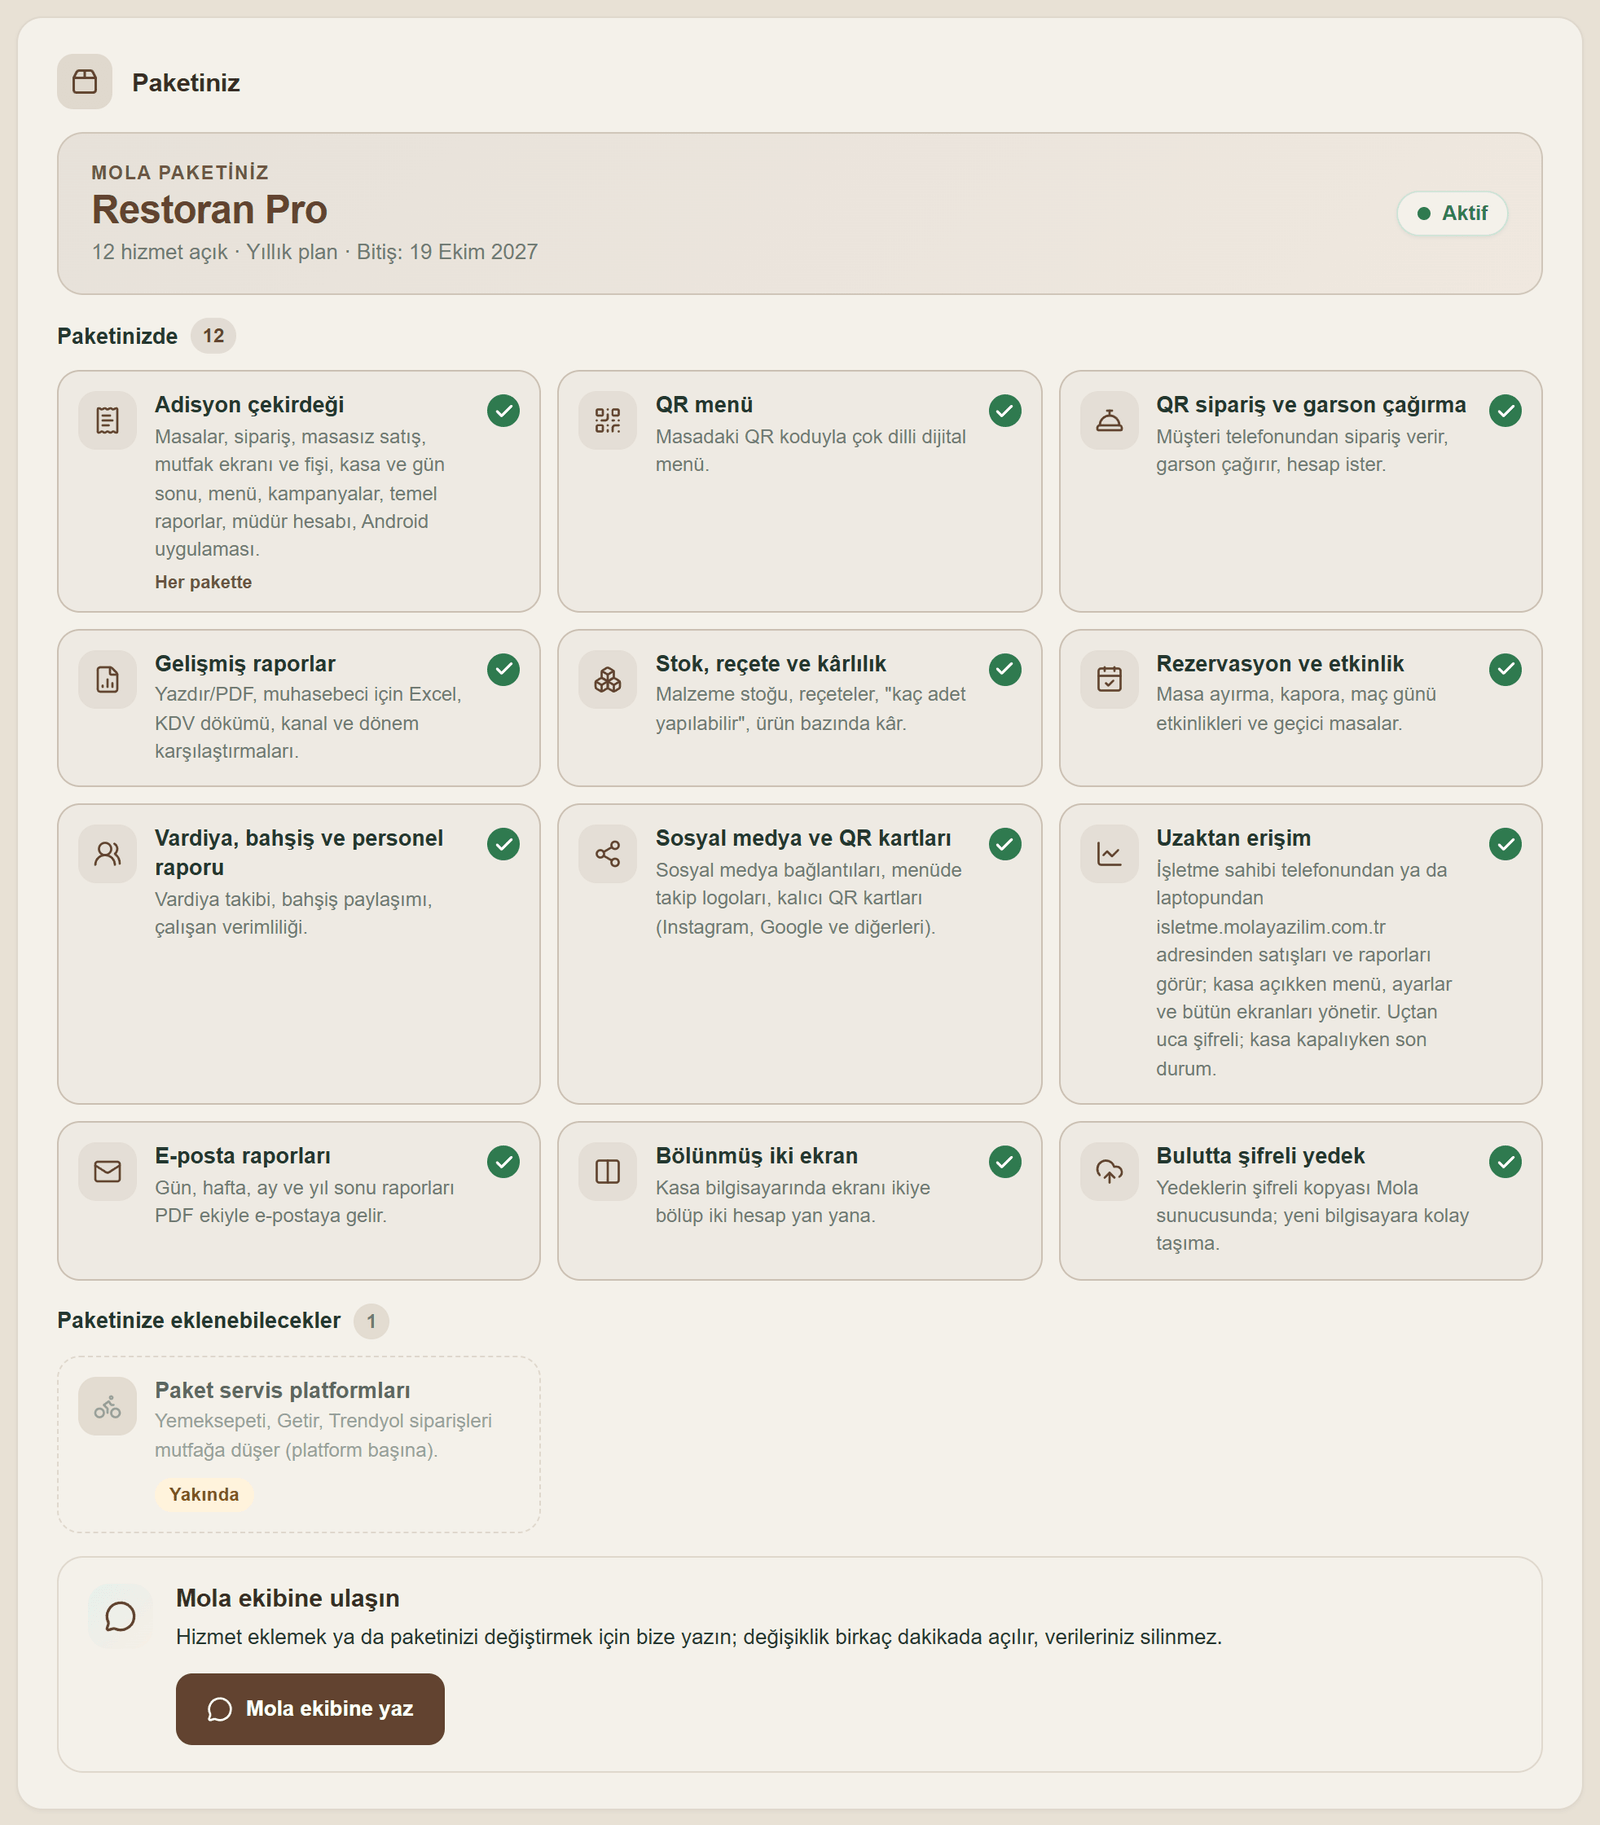 Paketiniz
MOLA PAKETİNİZ
Restoran Pro
12 hizmet açık · Yıllık plan · Bitiş: 19 Ekim 2027
Aktif
Paketinizde 12
Adisyon çekirdeği
Masalar, sipariş, masasız satış,
mutfak ekranı ve fişi, kasa ve gün
sonu, menü, kampanyalar, temel
raporlar, müdür hesabı, Android
uygulaması.
Her pakette
QR menü
Masadaki QR koduyla çok dilli dijital
menü.
QR sipariş ve garson çağırma
Müşteri telefonundan sipariş verir,
garson çağırır, hesap ister.
Gelişmiş raporlar
Yazdır/PDF, muhasebeci için Excel,
KDV dökümü, kanal ve dönem
karşılaştırmaları.
Stok, reçete ve kârlılık
Malzeme stoğu, reçeteler, "kaç adet
yapılabilir", ürün bazında kâr.
Rezervasyon ve etkinlik
Masa ayırma, kapora, maç günü
etkinlikleri ve geçici masalar.
Vardiya, bahşiş ve personel
raporu
Vardiya takibi, bahşiş paylaşımı,
çalışan verimliliği.
Sosyal medya ve QR kartları
Sosyal medya bağlantıları, menüde
takip logoları, kalıcı QR kartları
(Instagram, Google ve diğerleri).
Uzaktan erişim
İşletme sahibi telefonundan ya da
laptopundan
isletme.molayazilim.com.tr
adresinden satışları ve raporları
görür; kasa açıkken menü, ayarlar
ve bütün ekranları yönetir. Uçtan
uca şifreli; kasa kapalıyken son
durum.
E-posta raporları
Gün, hafta, ay ve yıl sonu raporları
PDF ekiyle e-postaya gelir.
Bölünmüş iki ekran
Kasa bilgisayarında ekranı ikiye
bölüp iki hesap yan yana.
Bulutta şifreli yedek
Yedeklerin şifreli kopyası Mola
sunucusunda; yeni bilgisayara kolay
taşıma.
Paketinize eklenebilecekler 1
Paket servis platformları
Yemeksepeti, Getir, Trendyol siparişleri
mutfağa düşer (platform başına).
Yakında
Mola ekibine ulaşın
Hizmet eklemek ya da paketinizi değiştirmek için bize yazın; değişiklik birkaç dakikada açılır, verileriniz silinmez.
Mola ekibine yaz